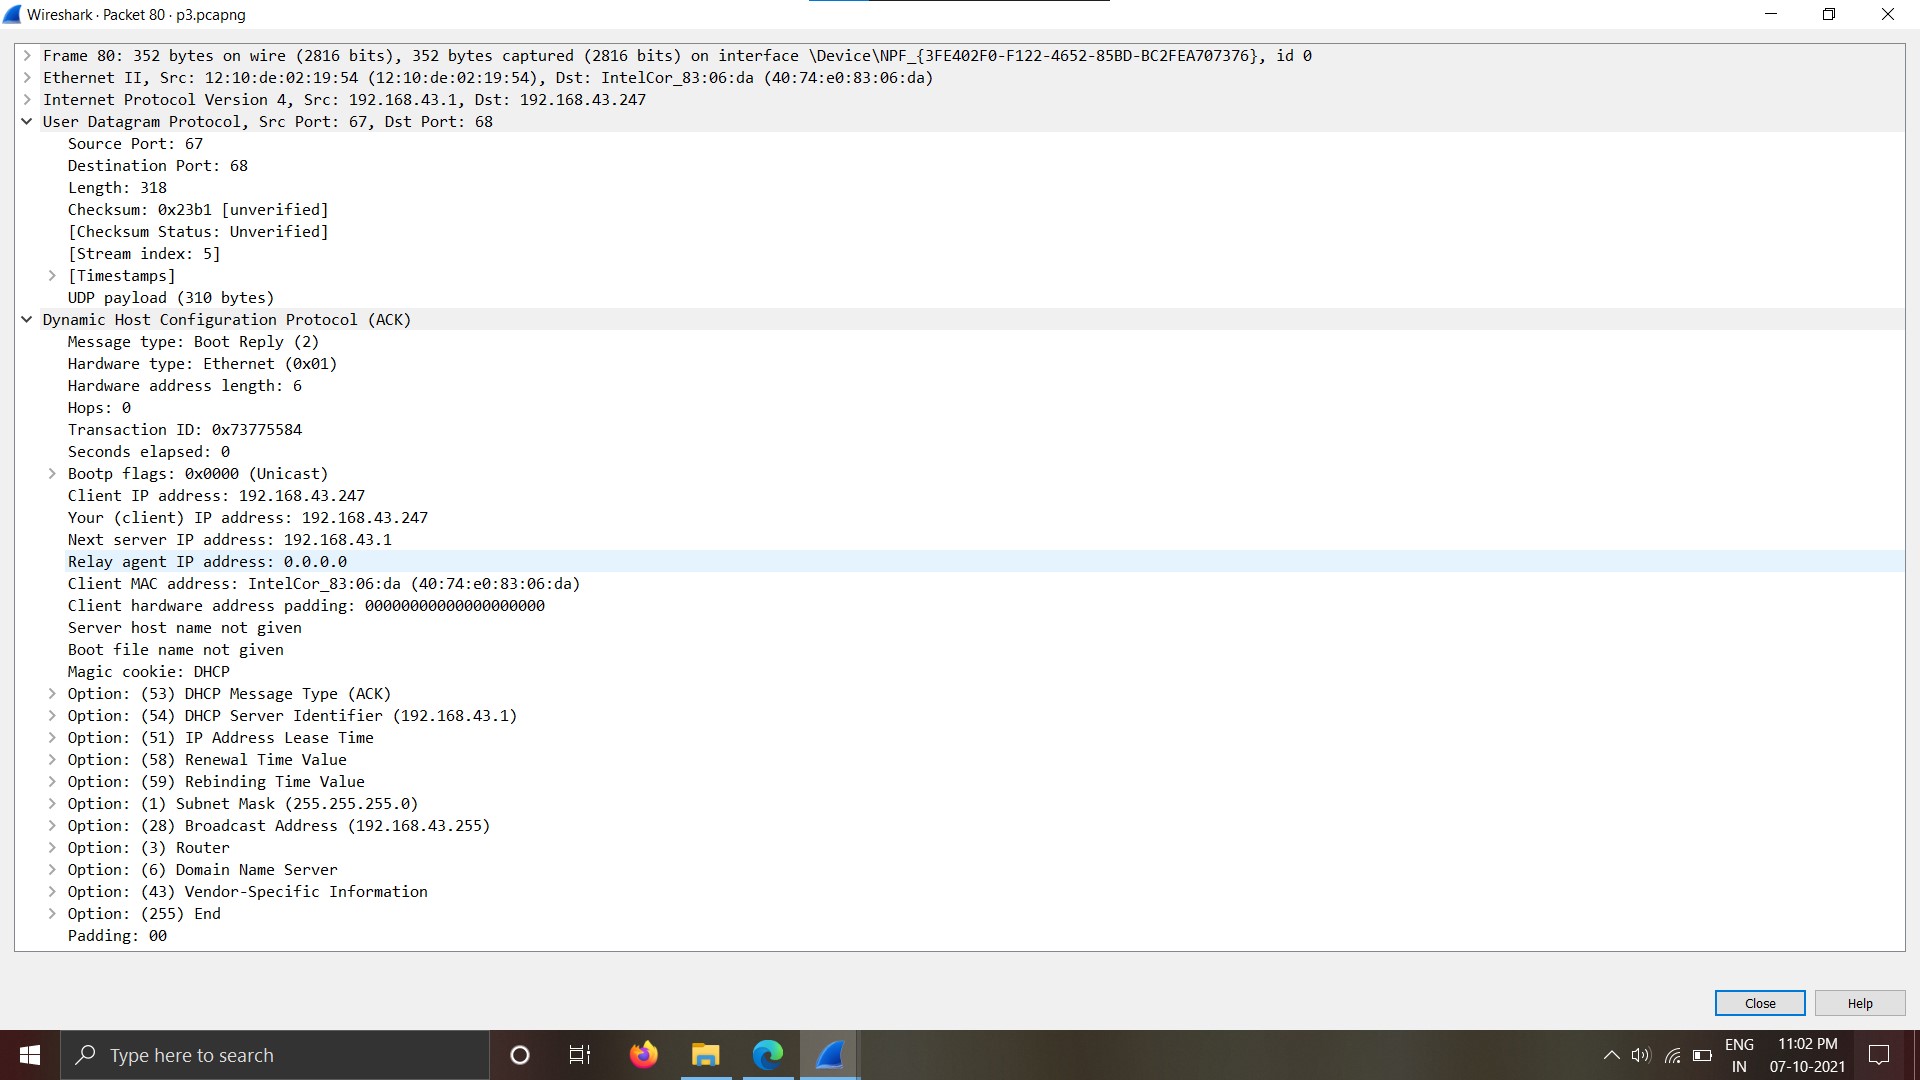 Wireshark · Packet 80 · p3.pcapng
Frame 80: 352 bytes on wire (2816 bits), 352 bytes captured (2816 bits) on interface \Device\NPF_{3FE402F0-F122-4652-85BD-BC2FEA707376}, id 0
Ethernet II, Src: 12:10:de:02:19:54 (12:10:de:02:19:54), Dst: IntelCor_83:06:da (40:74:e0:83:06:da)
Internet Protocol Version 4, Src: 192.168.43.1, Dst: 192.168.43.247
User Datagram Protocol, Src Port: 67, Dst Port: 68
Source Port: 67
Destination Port: 68
Length: 318
Checksum: 0x23b1 [unverified]
[Checksum Status: Unverified]
[Stream index: 5]
[Timestamps]
UDP payload (310 bytes)
Dynamic Host Configuration Protocol (ACK)
Message type: Boot Reply (2)
Hardware type: Ethernet (0x01)
Hardware address length: 6
Hops: 0
Transaction ID: 0x73775584
Seconds elapsed: 0
Bootp flags: 0x0000 (Unicast)
Client IP address: 192.168.43.247
Your (client) IP address: 192.168.43.247
Next server IP address: 192.168.43.1
Relay agent IP address: 0.0.0.0
Client MAC address: IntelCor_83:06:da (40:74:e0:83:06:da)
Client hardware address padding: 00000000000000000000
Server host name not given
Boot file name not given
Magic cookie: DHCP
Option: (53) DHCP Message Type (ACK)
Option: (54) DHCP Server Identifier (192.168.43.1)
Option: (51) IP Address Lease Time
Option: (58) Renewal Time Value
Option: (59) Rebinding Time Value
Option: (1) Subnet Mask (255.255.255.0)
Option: (28) Broadcast Address (192.168.43.255)
Option: (3) Router
Option: (6) Domain Name Server
Option: (43) Vendor-Specific Information
Option: (255) End
Padding: 00
Close
Help
Type here to search
ENG
IN
11:02 PM
07-10-2021